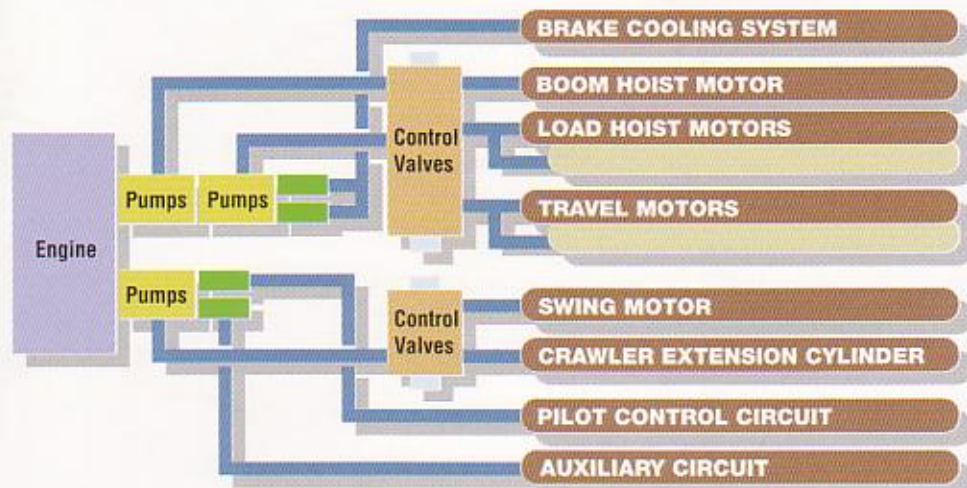 BRAKE COOLING SYSTEM
BOOM HOIST MOTOR
LOAD HOIST MOTORS
Control
Valves
Pumps
Pumps
TRAVEL MOTORS
Engine
Pumps
SWING MOTOR
Control
Valves
CRAWLER EXTENSION CYLINDER
PILOT CONTROL CIRCUIT
AUXILIARY CIRCUIT